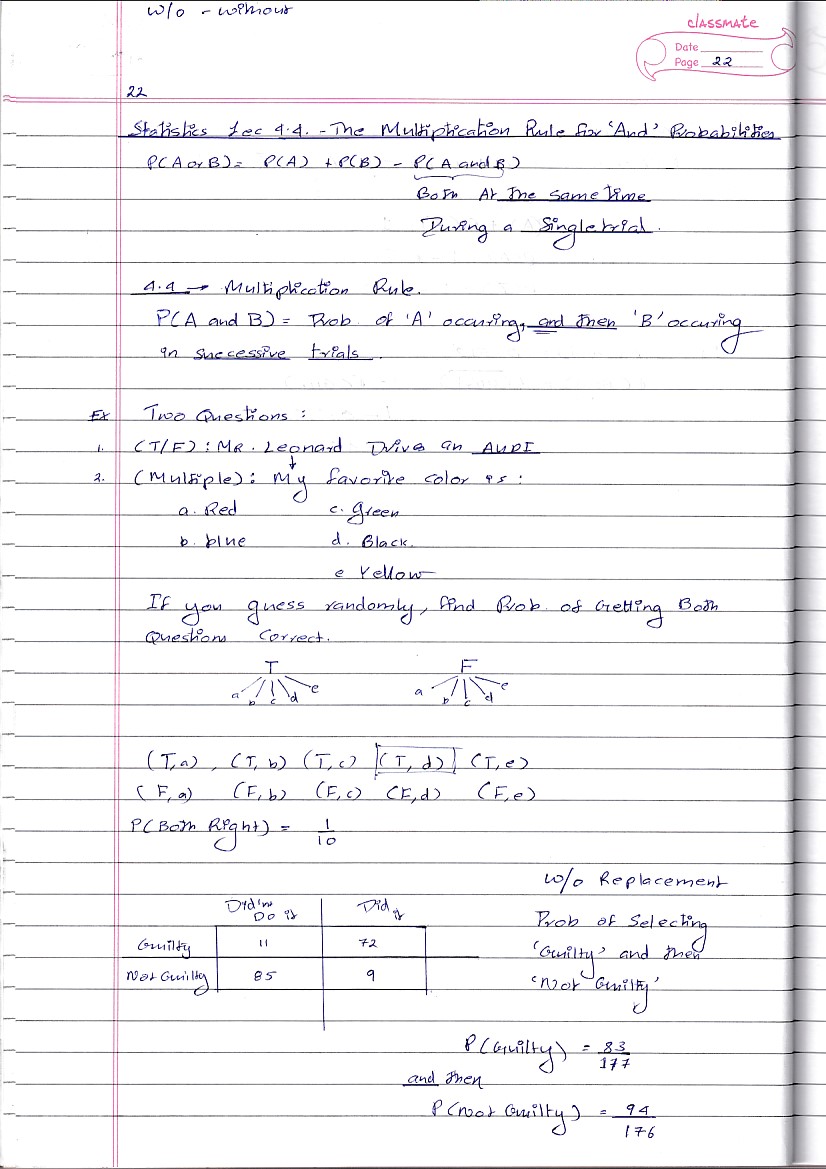 w/o - without
classmate
Date
Page 22
22
Statistics Lec 4.4. - The Multiplication Rule for 'And' Probabilities
P(A or B) = P(A) + P(B) - P(A and B)
Both At the same time
During a Single trial.
4.4 → Multiplication Rule.
P(A and B) = Prob. of 'A' occuring, and then 'B' occuring
in successive trials.
Ex Two Questions :
1. (T/F) : MR. Leonard Drives an AUDI
2. (Multiple) : My favorite color is :
a. Red c. Green
b. blue d. Black.
e Yellow
If you guess randomly, find Prob. of Getting Both
Questions Correct.
T F
a b c d e a b c d e
(T,a), (T,b) (T,c) (T,d) (T,e)
(F,a) (F,b) (F,c) (F,d) (F,e)
P(Both Right) = 1/10
w/o Replacement
Didn't Do it Did it
Prob of Selecting
Guilty 11 72 'Guilty' and then
Not Guilty 85 9 'Not Guilty'
P(Guilty) = 83/177
and then
P(Not Guilty) = 94/176